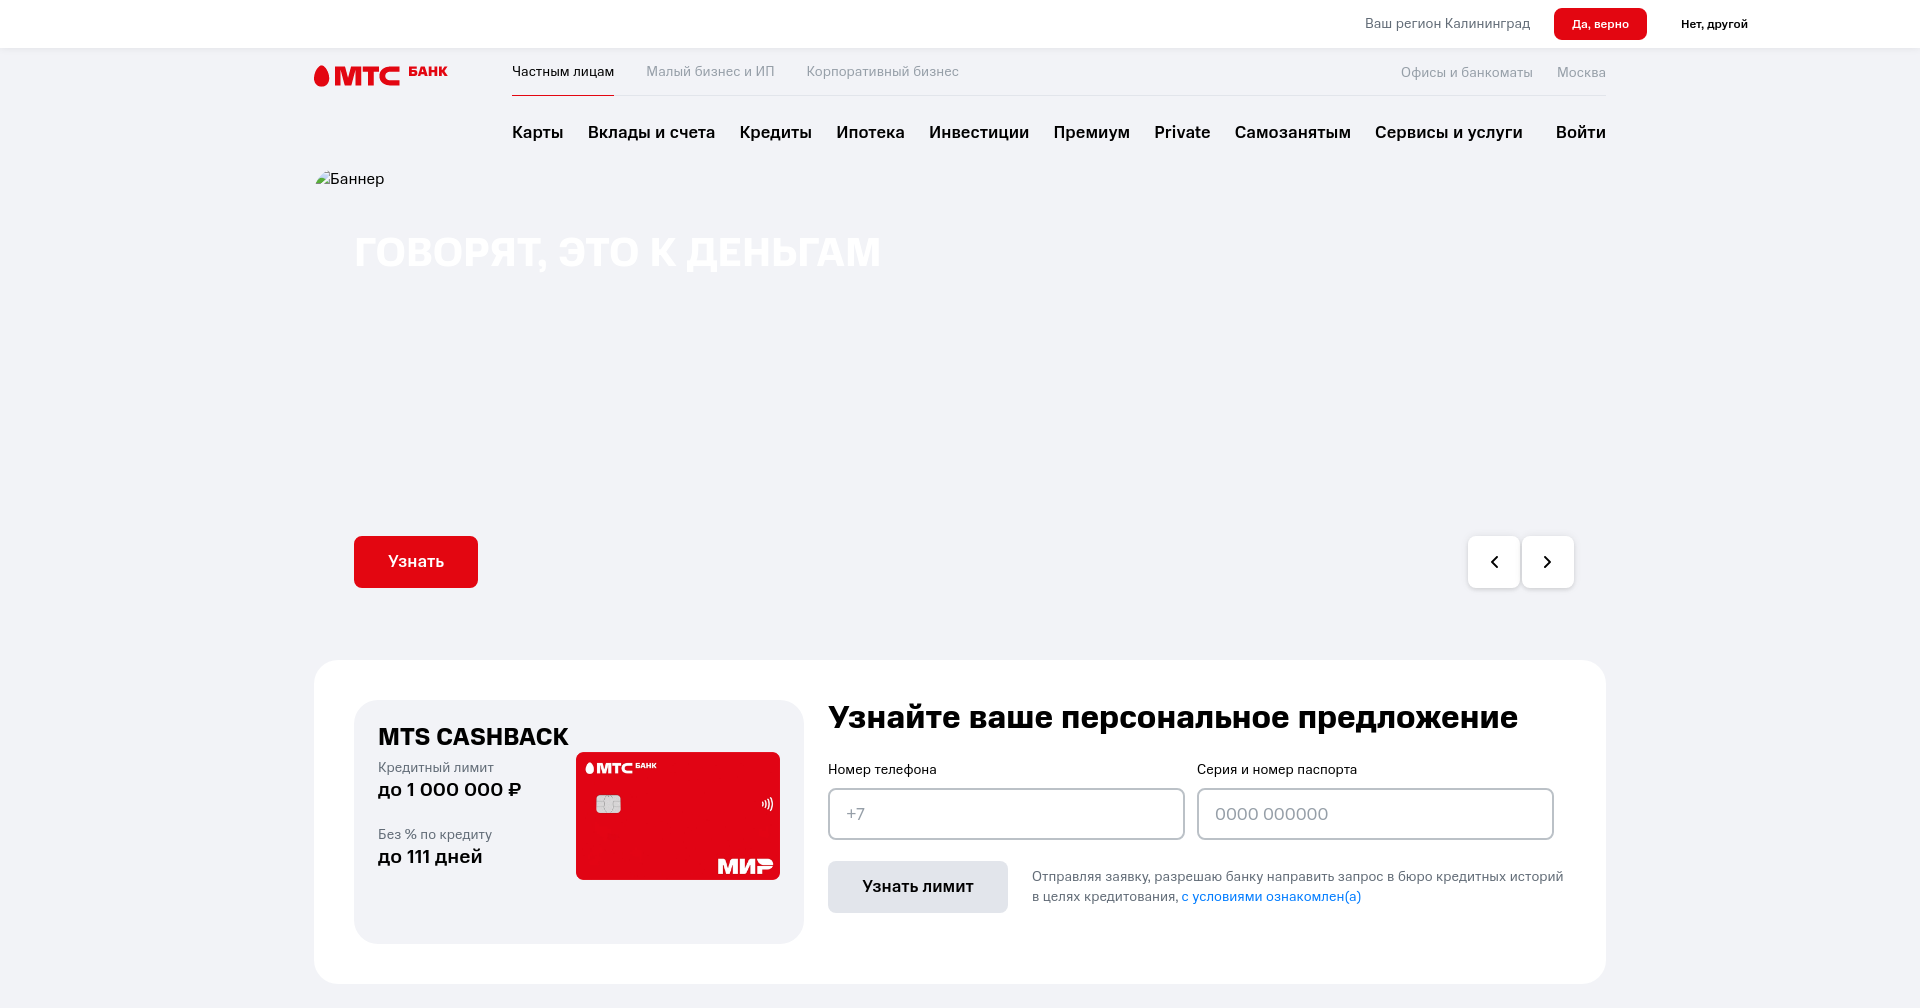 Ваш регион Калининград
Да, верно
Нет, другой
МТС БАНК
Частным лицам
Малый бизнес и ИП
Корпоративный бизнес
Офисы и банкоматы
Москва
Карты
Вклады и счета
Кредиты
Ипотека
Инвестиции
Премиум
Private
Самозанятым
Сервисы и услуги
Войти
Баннер
ГОВОРЯТ, ЭТО К ДЕНЬГАМ
Узнать
MTS CASHBACK
Кредитный лимит
до 1 000 000 ₽
Без % по кредиту
до 111 дней
МТС БАНК
МИР
Узнайте ваше персональное предложение
Номер телефона
+7
Серия и номер паспорта
0000 000000
Узнать лимит
Отправляя заявку, разрешаю банку направить запрос в бюро кредитных историй
в целях кредитования, с условиями ознакомлен(а)